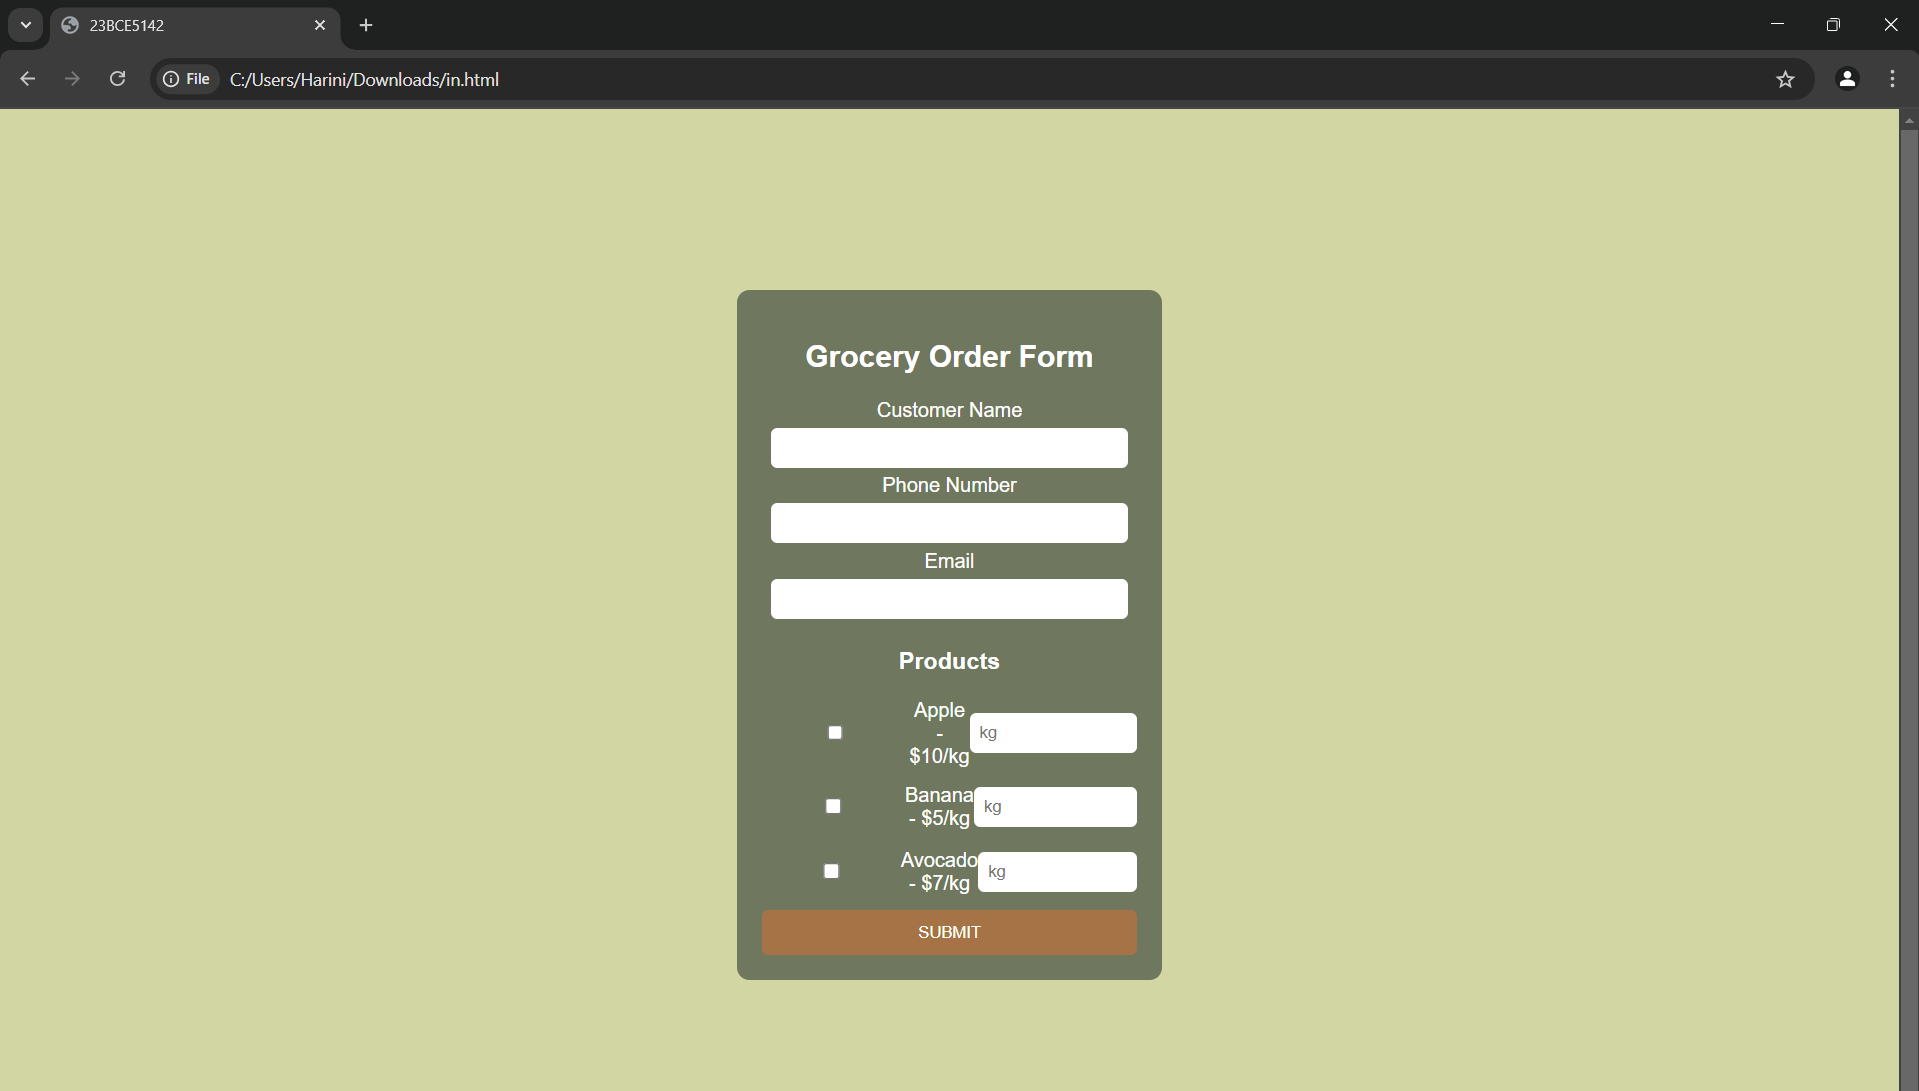 23BCE5142
File C:/Users/Harini/Downloads/in.html
Grocery Order Form
Customer Name
Phone Number
Email
Products
Apple
-
$10/kg
kg
Banana
- $5/kg
kg
Avocado
- $7/kg
kg
SUBMIT